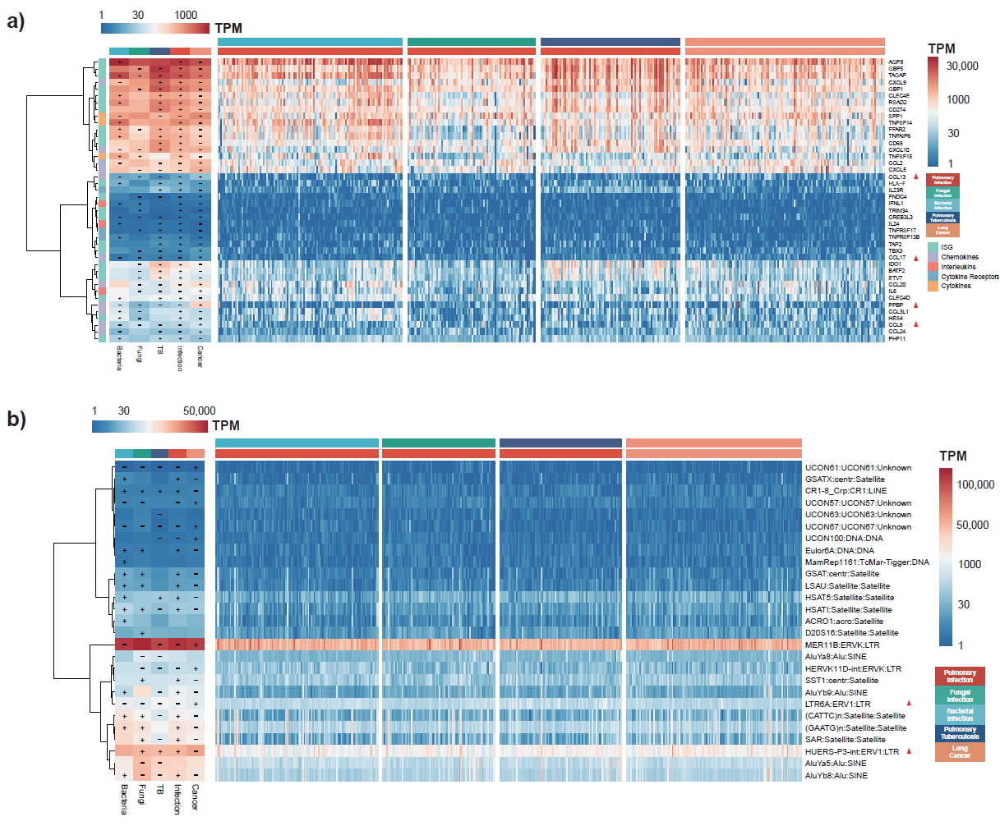 a)
1 30 1000
TPM
AQP9
GBP5
TAGAP
CXCL9
GBP1
CLEC4E
RSAD2
CD274
SPP1
TNFSF14
FFAR2
TNFAIP6
CD69
CXCL10
TNFSF15
CCL2
CXCL5
CCL13
HLA-F
IL23R
FNDC4
IFNL1
TRIM34
CREB3L3
IL24
TNFRSF17
TNFRSF13B
TAP2
TBX3
CCL17
IDO1
BATF2
ETV7
CCL20
IL6
CLEC4D
PPBP
CCL3L1
HES4
CCL8
CCL24
PHF11
Bacteria
Fungi
TB
Infection
Cancer
TPM
30,000
1000
30
1
Pulmonary
Infection
Fungal
Infection
Bacterial
Infection
Pulmonary
Tuberculosis
Lung
Cancer
ISG
Chemokines
Interleukins
Cytokine Receptors
Cytokines
b)
1 30 50,000
TPM
UCON61:UCON61:Unknown
GSATX:centr:Satellite
CR1-8_Crp:CR1:LINE
UCON57:UCON57:Unknown
UCON63:UCON63:Unknown
UCON67:UCON67:Unknown
UCON100:DNA:DNA
Eulor6A:DNA:DNA
MamRep1161:TcMar-Tigger:DNA
GSAT:centr:Satellite
LSAU:Satellite:Satellite
HSAT5:Satellite:Satellite
HSATI:Satellite:Satellite
ACRO1:acro:Satellite
D20S16:Satellite:Satellite
MER11B:ERVK:LTR
AluYa8:Alu:SINE
HERVK11D-int:ERVK:LTR
SST1:centr:Satellite
AluYb9:Alu:SINE
LTR6A:ERV1:LTR
(CATTC)n:Satellite:Satellite
(GAATG)n:Satellite:Satellite
SAR:Satellite:Satellite
HUERS-P3-int:ERV1:LTR
AluYa5:Alu:SINE
AluYb8:Alu:SINE
Bacteria
Fungi
TB
Infection
Cancer
TPM
100,000
50,000
1000
30
1
Pulmonary
Infection
Fungal
Infection
Bacterial
Infection
Pulmonary
Tuberculosis
Lung
Cancer